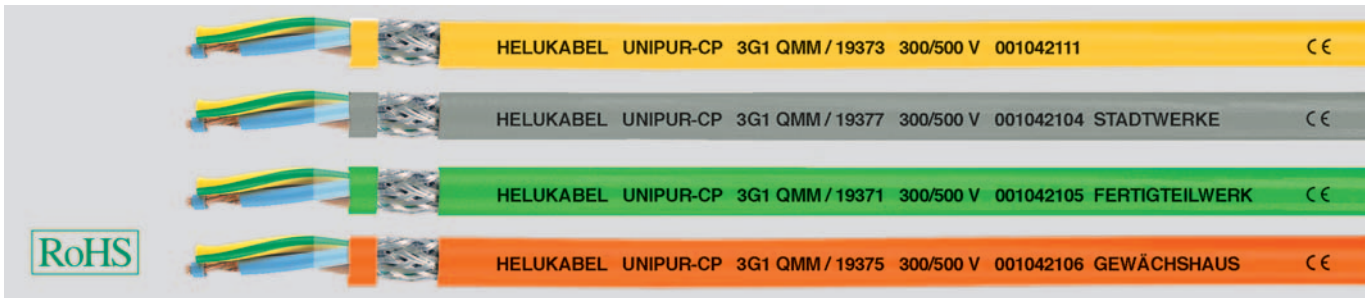 HELUKABEL UNIPUR-CP 3G1 QMM / 19373 300/500 V 001042111 CE
HELUKABEL UNIPUR-CP 3G1 QMM / 19377 300/500 V 001042104 STADTWERKE CE
HELUKABEL UNIPUR-CP 3G1 QMM / 19371 300/500 V 001042105 FERTIGTEILWERK CE
RoHS
HELUKABEL UNIPUR-CP 3G1 QMM / 19375 300/500 V 001042106 GEWÄCHSHAUS CE